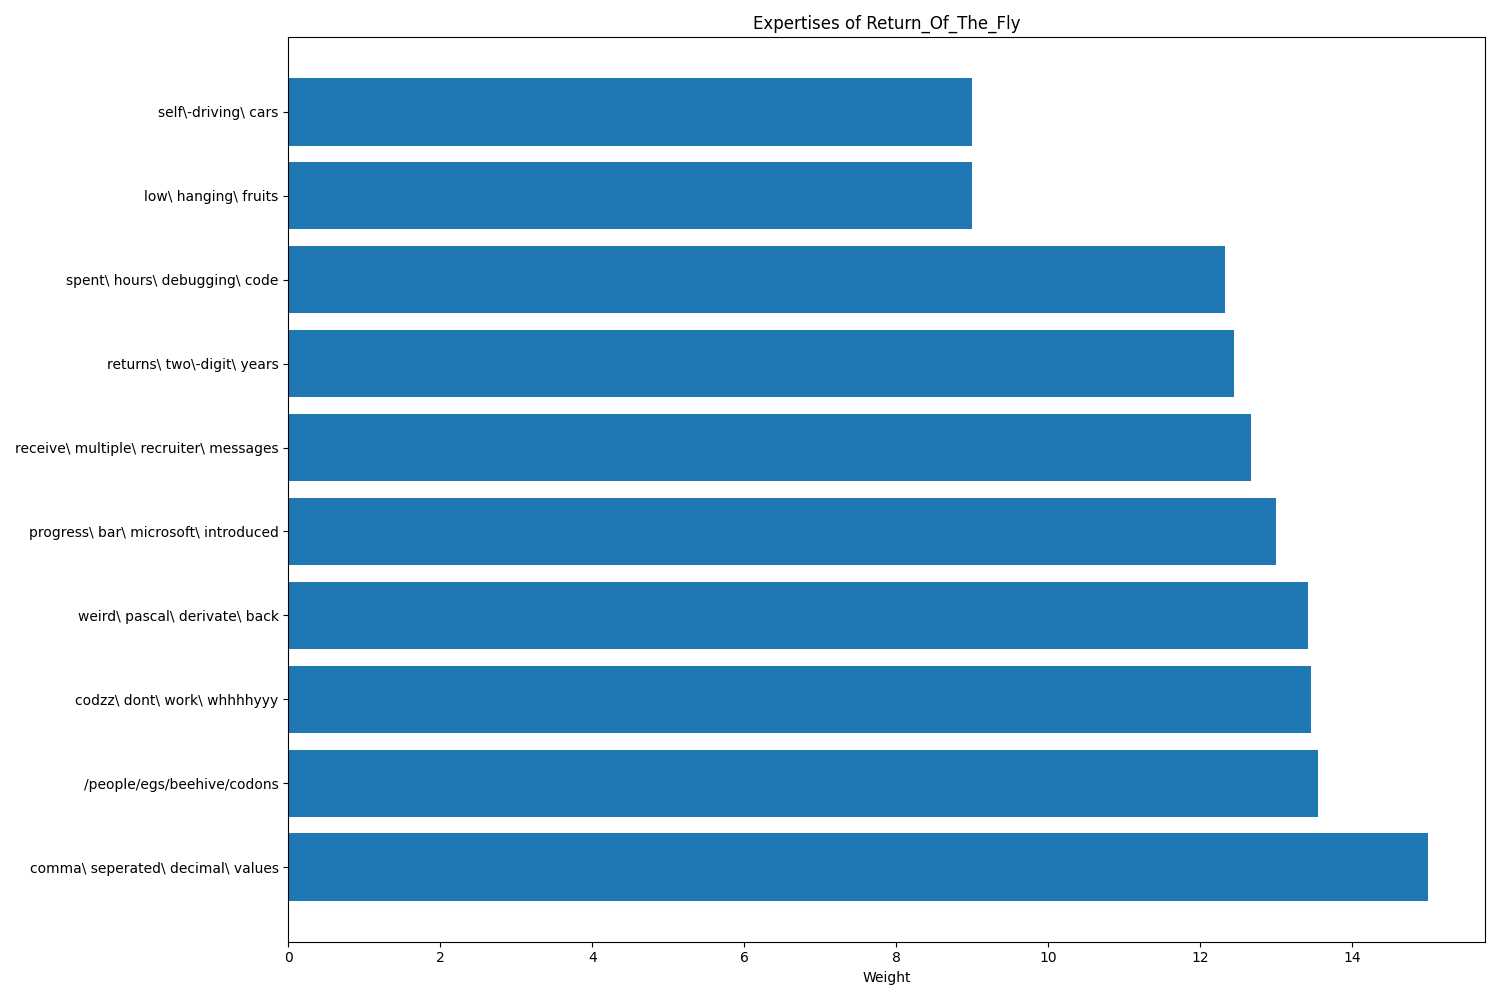 Expertises of Return_Of_The_Fly
self\-driving\ cars
low\ hanging\ fruits
spent\ hours\ debugging\ code
returns\ two\-digit\ years
receive\ multiple\ recruiter\ messages
progress\ bar\ microsoft\ introduced
weird\ pascal\ derivate\ back
codzz\ dont\ work\ whhhhyyy
/people/egs/beehive/codons
comma\ seperated\ decimal\ values
0 2 4 6 8 10 12 14
Weight